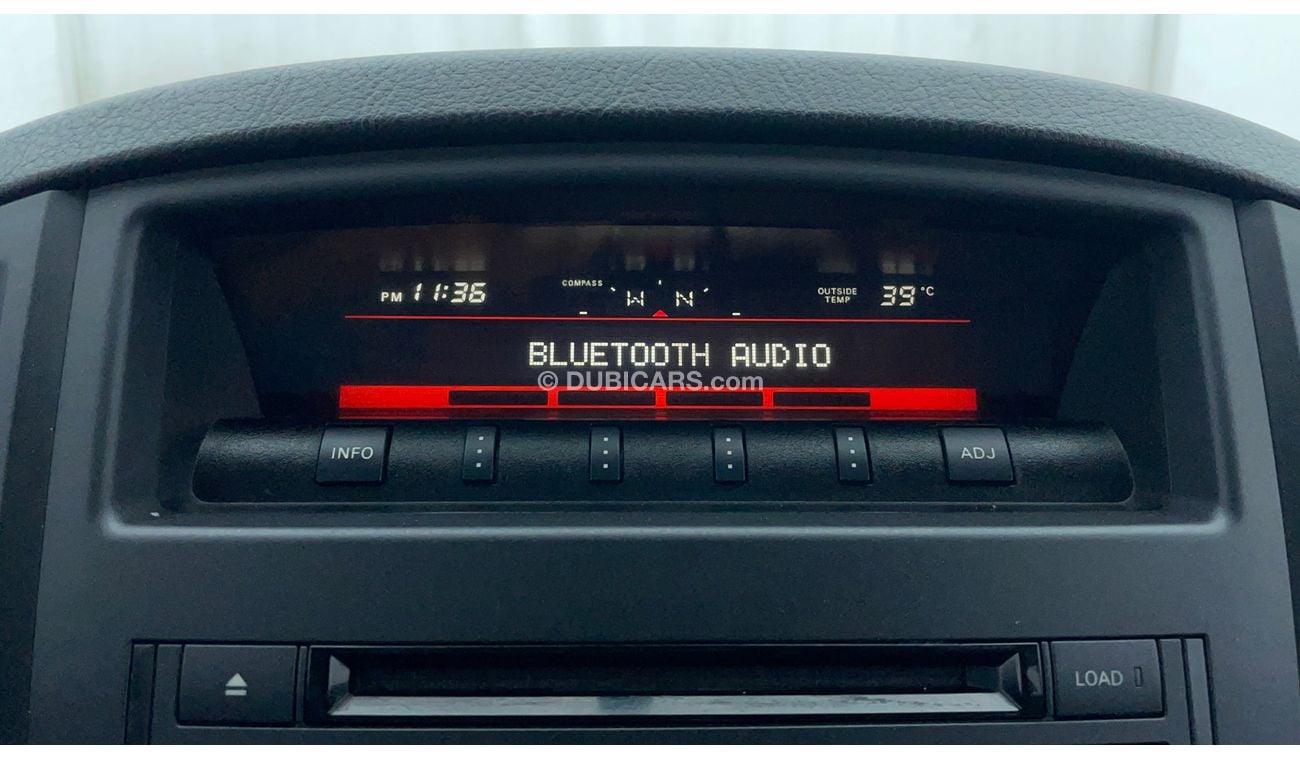 PM 11:36
COMPASS
W N
OUTSIDE
TEMP
39 °C
BLUETOOTH AUDIO
© DUBICARS.com
INFO
ADJ
LOAD